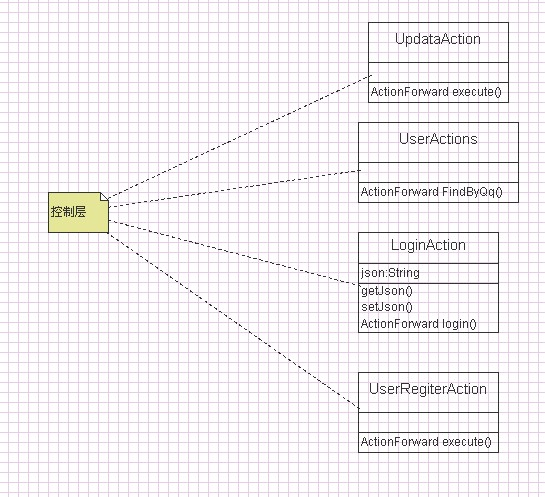 UpdataAction
ActionForward execute()
UserActions
ActionForward FindByQq()
控制层
LoginAction
json:String
getJson()
setJson()
ActionForward login()
UserRegiterAction
ActionForward execute()